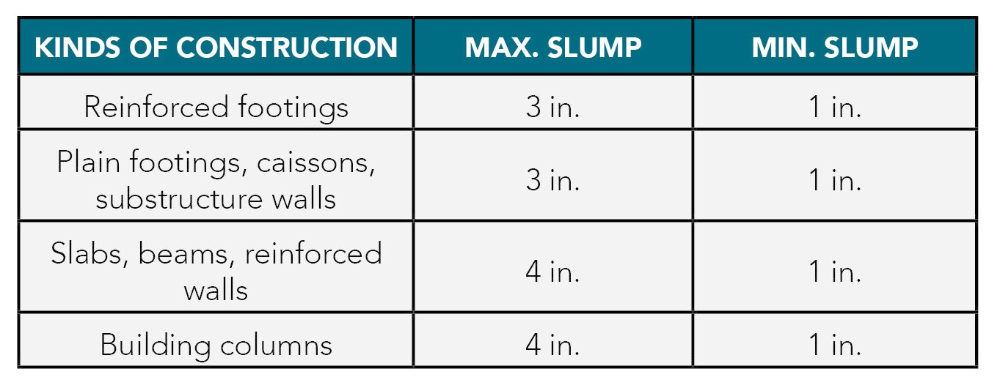 KINDS OF CONSTRUCTION MAX. SLUMP MIN. SLUMP
Reinforced footings 3 in. 1 in.
Plain footings, caissons,
substructure walls 3 in. 1 in.
Slabs, beams, reinforced
walls 4 in. 1 in.
Building columns 4 in. 1 in.